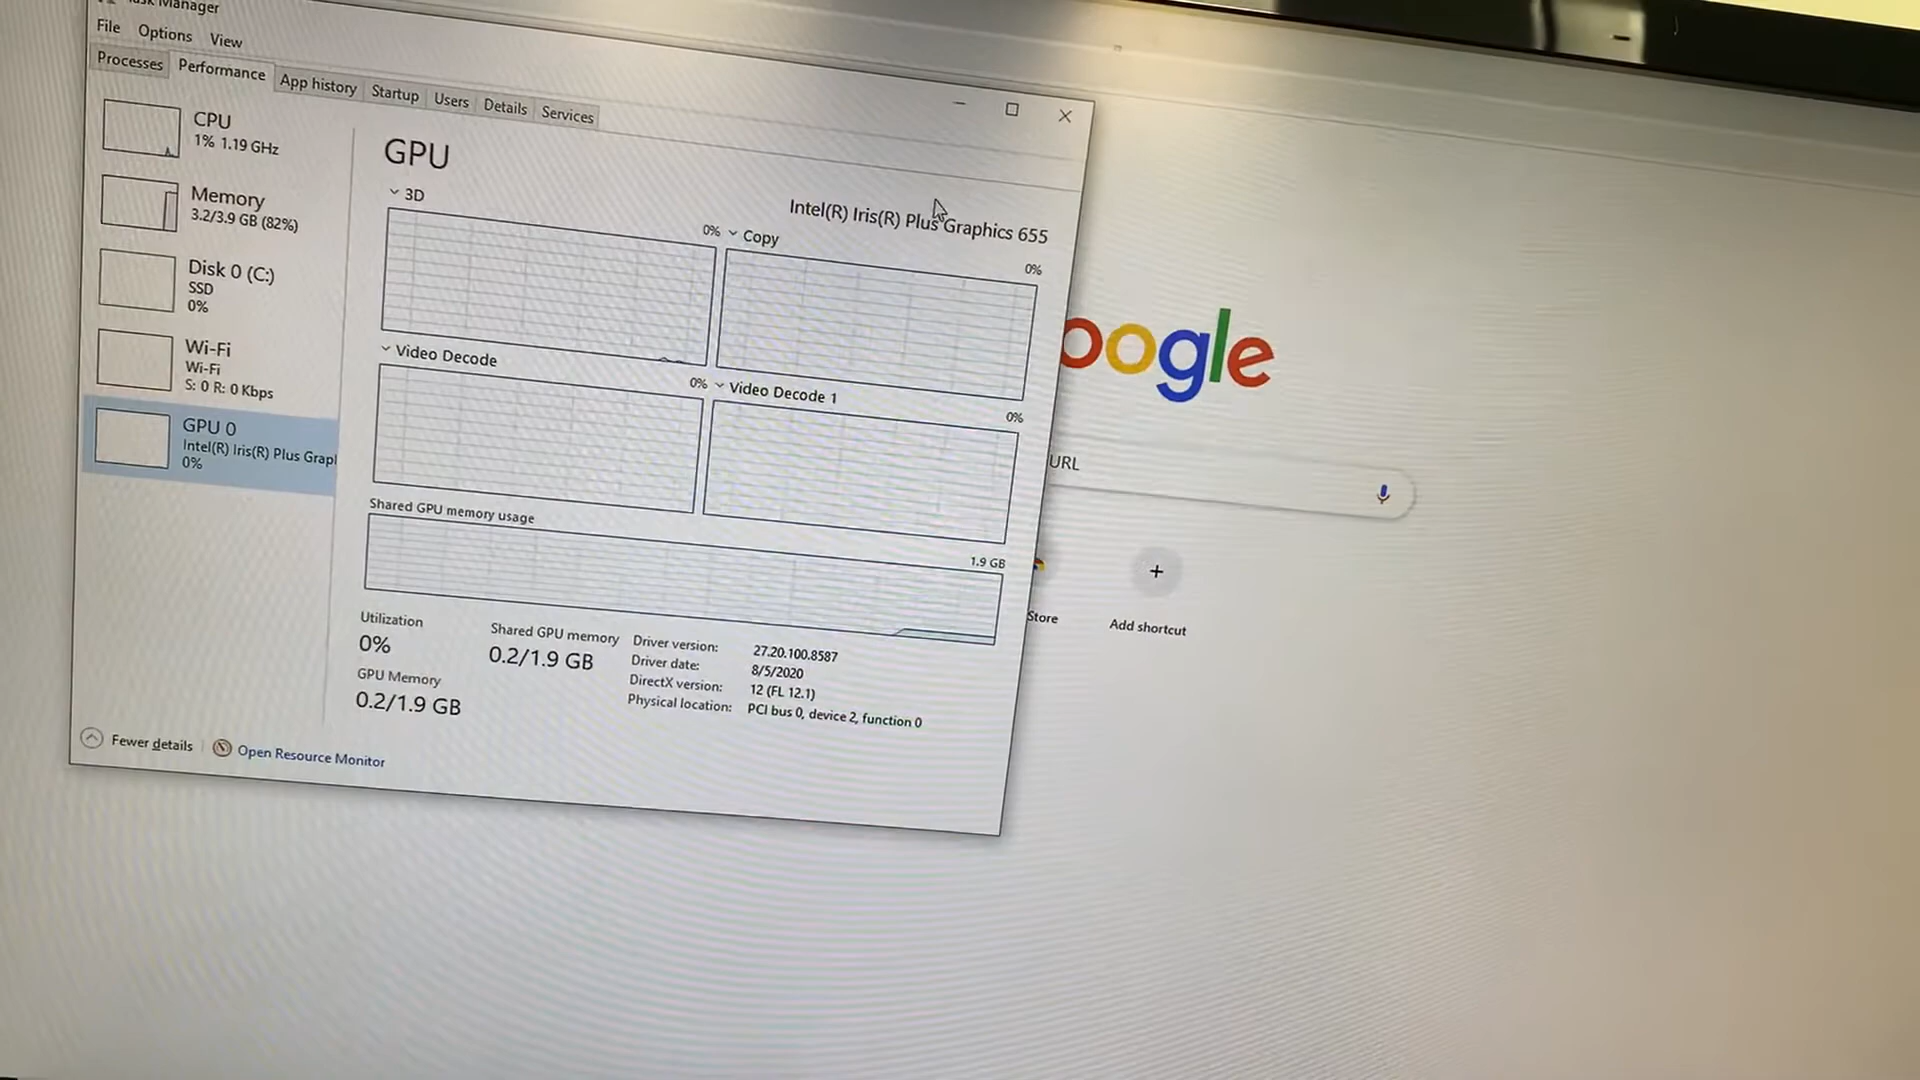 Manager
File Options View
Processes Performance App history Startup Users Details Services
CPU
1% 1.19 GHz
Memory
3.2/3.9 GB (82%)
Disk 0 (C:)
SSD
0%
Wi-Fi
Wi-Fi
S: 0 R: 0 Kbps
GPU 0
Intel(R) Iris(R) Plus Grap
0%
GPU
Intel(R) Iris(R) Plus Graphics 655
3D 0%
Copy 0%
Video Decode 0%
Video Decode 1 0%
Shared GPU memory usage 1.9 GB
Utilization
0%
Shared GPU memory
0.2/1.9 GB
GPU Memory
0.2/1.9 GB
Driver version: 27.20.100.8587
Driver date: 8/5/2020
DirectX version: 12 (FL 12.1)
Physical location: PCI bus 0, device 2, function 0
Fewer details
Open Resource Monitor
oogle
URL
Store
Add shortcut